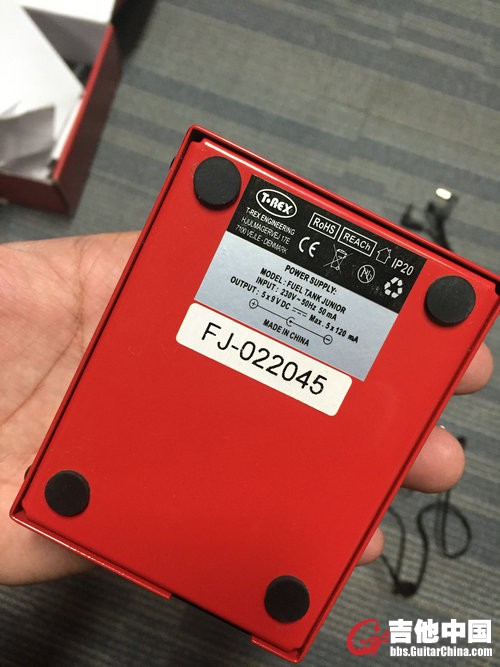 T-REX
T-REX ENGINEERING
HJULMAGERVEJ 17E
7100 VEJLE - DENMARK
CE
RoHS
REACh
IP20
POWER SUPPLY:
MODEL: FUEL TANK JUNIOR
INPUT: 230V~50Hz 50 mA
OUTPUT: 5 x 9 V DC Max. 5 x 120 mA
MADE IN CHINA
FJ-022045
吉他中国
bbs.GuitarChina.com